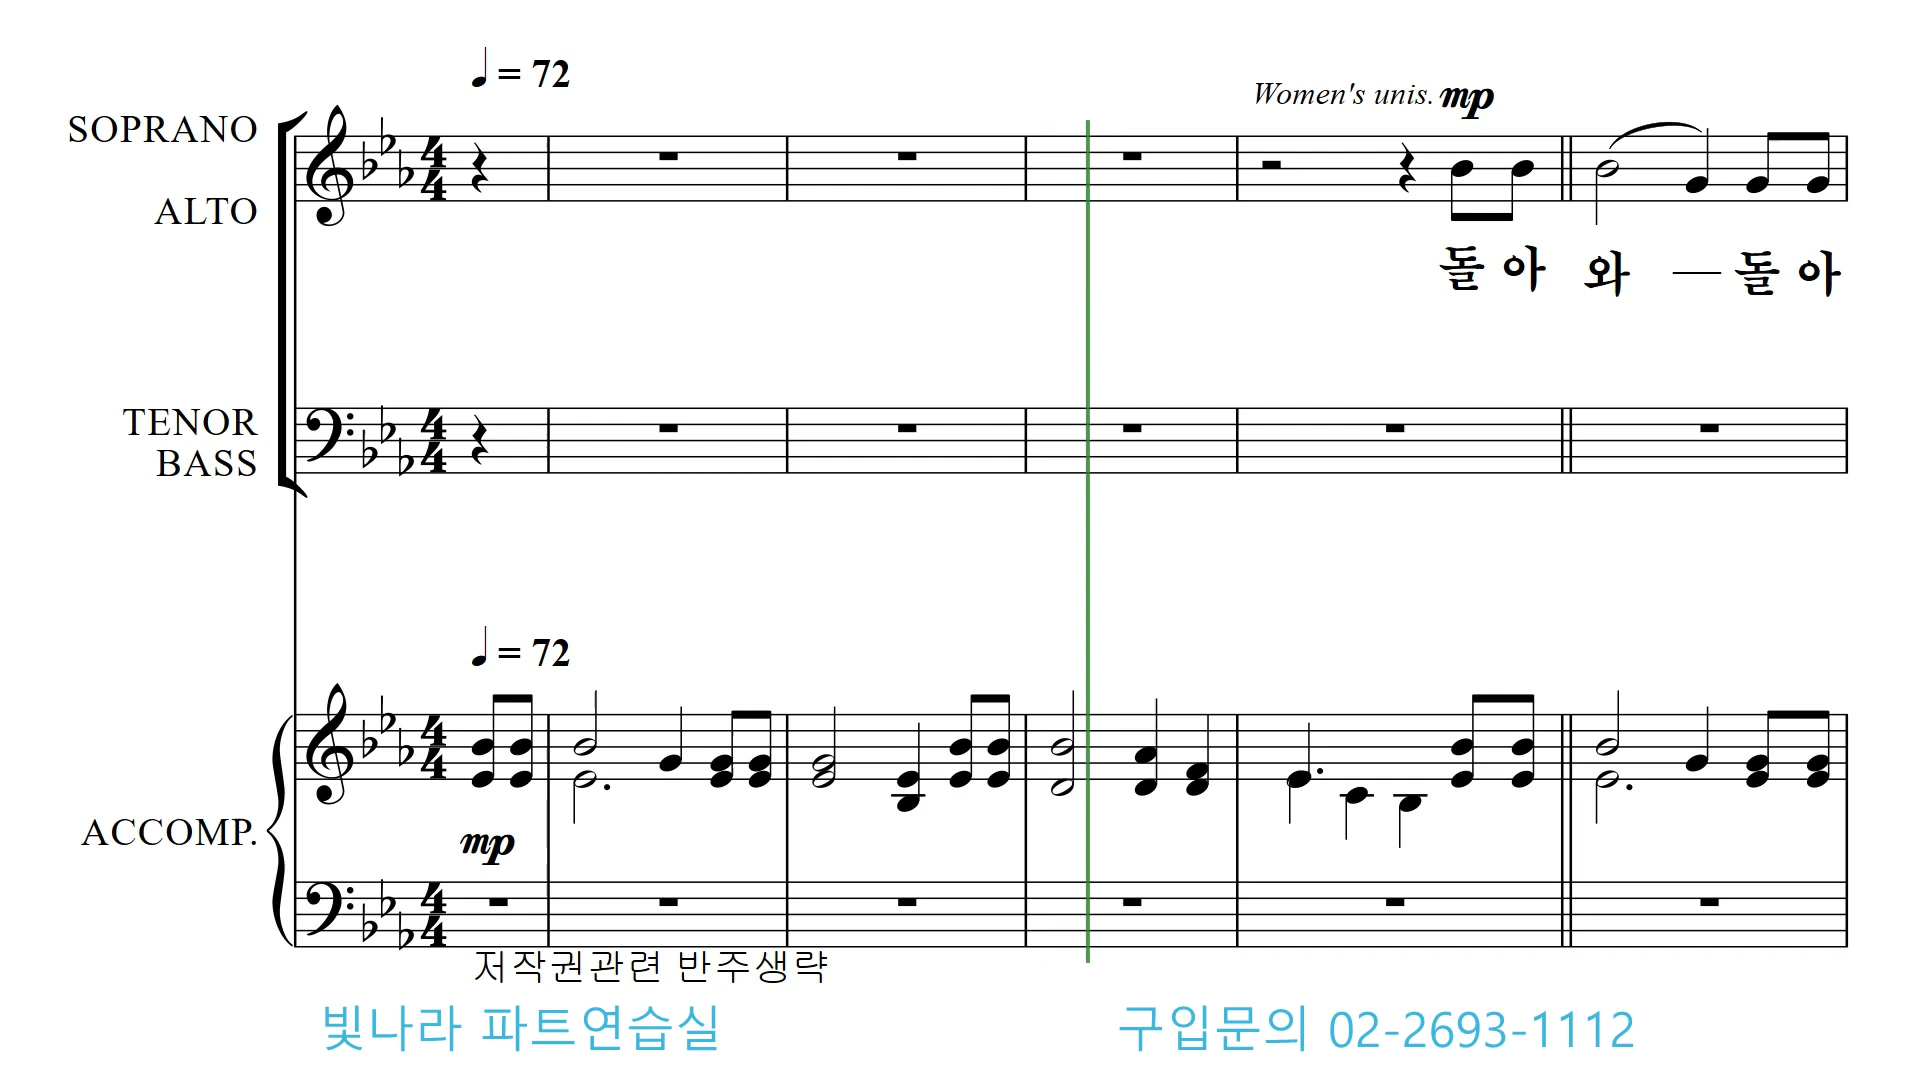 ♩ = 72
Women's unis. mp
SOPRANO
ALTO
돌 아 와 — 돌 아
TENOR
BASS
♩ = 72
ACCOMP.
mp
저작권관련 반주생략
빛나라 파트연습실
구입문의 02-2693-1112